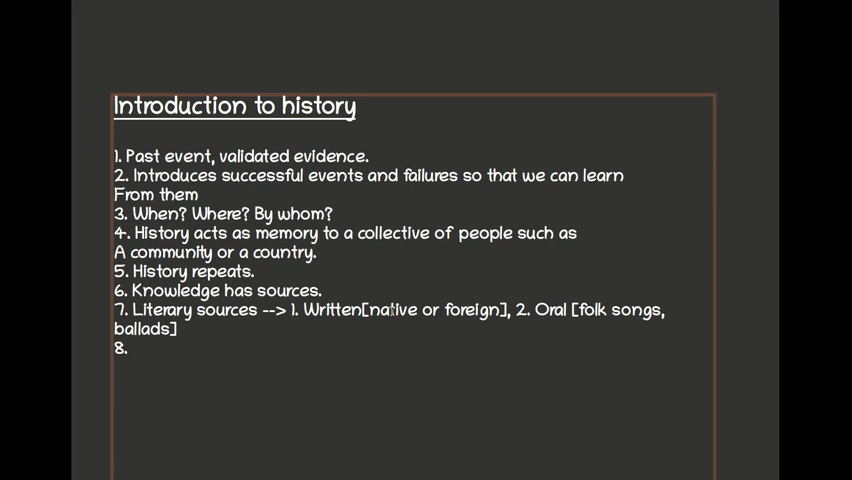 Introduction to history
1. Past event, validated evidence.
2. Introduces successful events and failures so that we can learn
From them
3. When? Where? By whom?
4. History acts as memory to a collective of people such as
A community or a country.
5. History repeats.
6. Knowledge has sources.
7. Literary sources --> 1. Written[native or foreign], 2. Oral [folk songs,
ballads]
8.